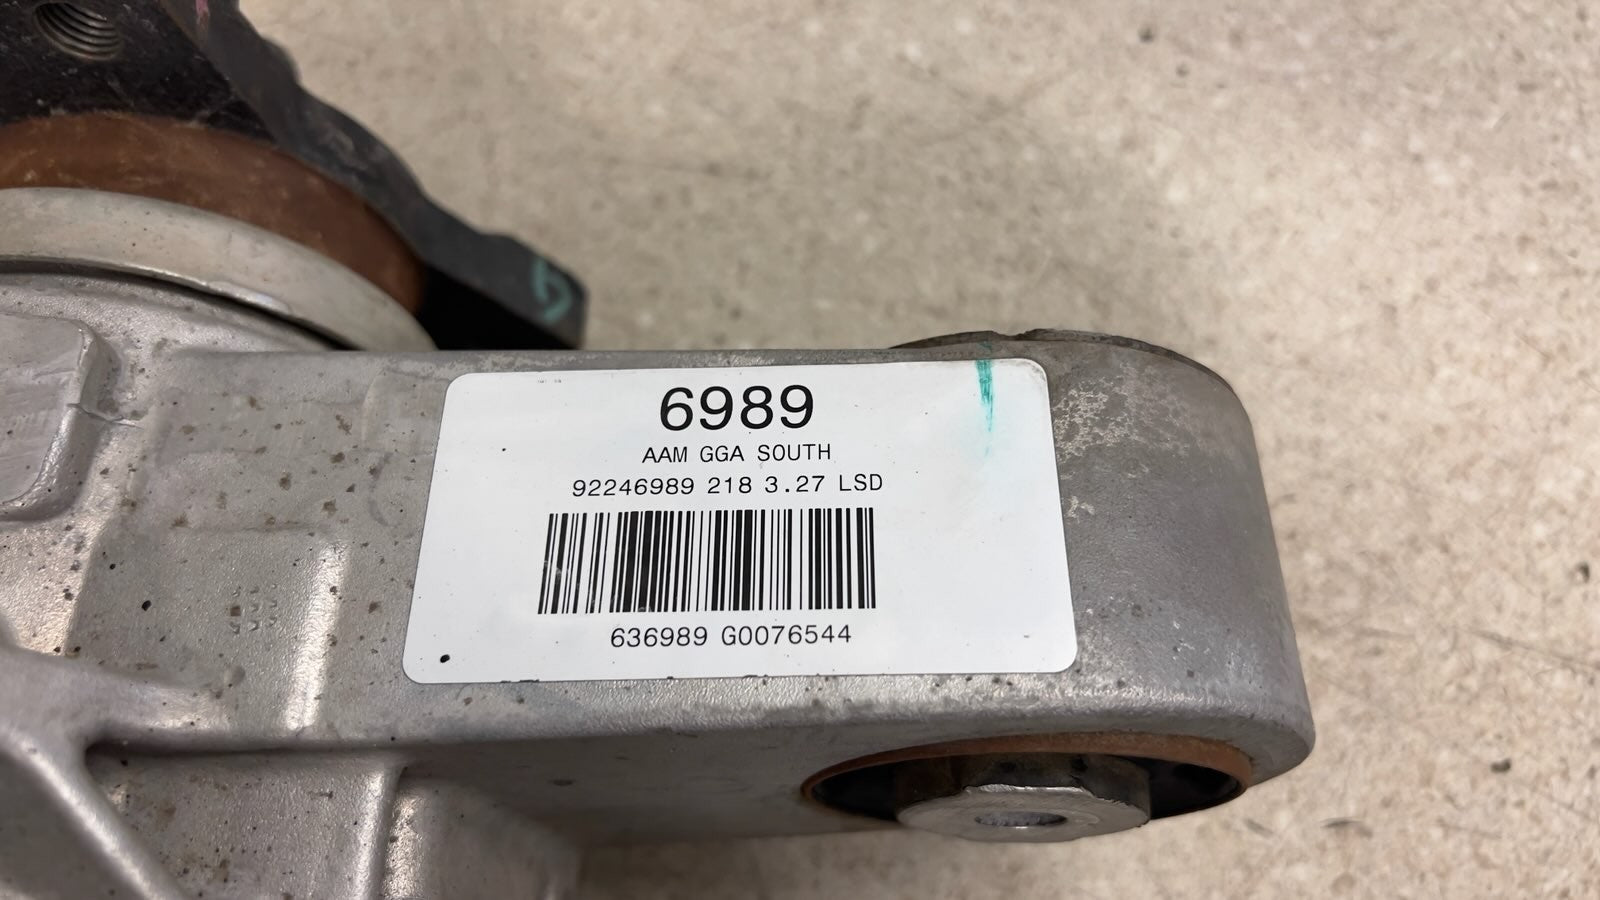 6989
AAM GGA SOUTH
92246989 218 3.27 LSD
636989 G0076544